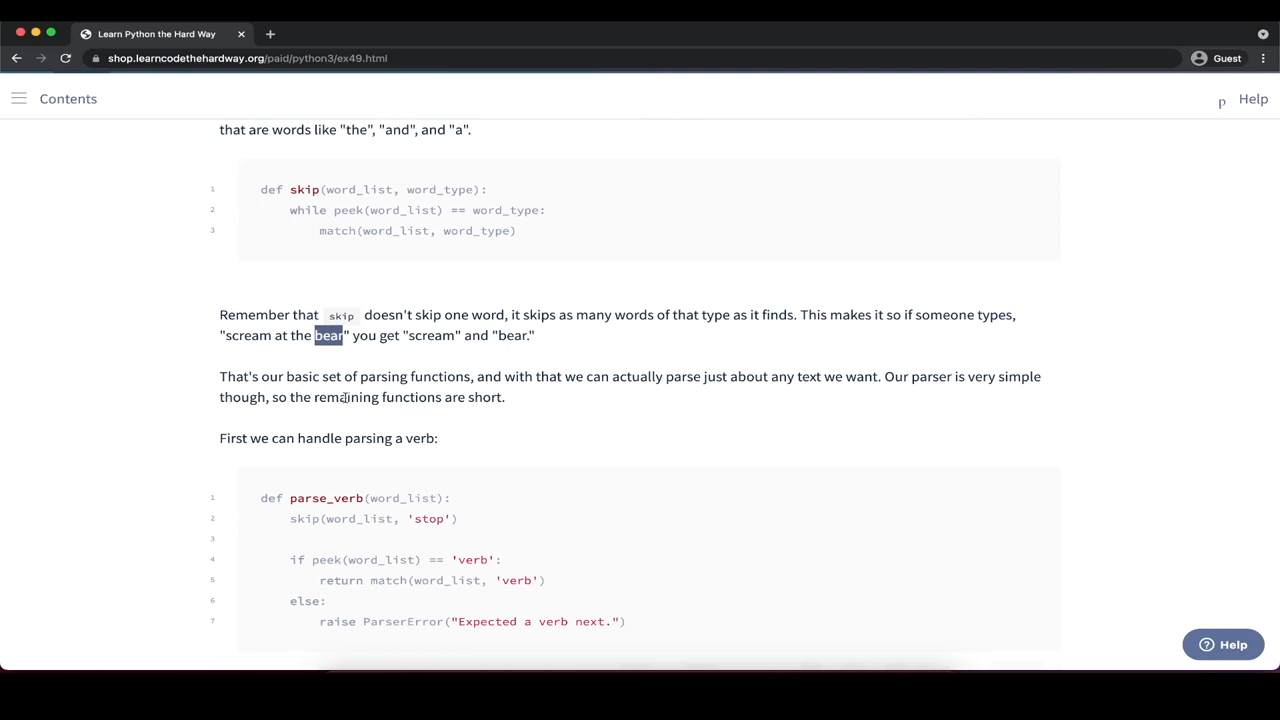 Learn Python the Hard Way
shop.learncodethehardway.org/paid/python3/ex49.html
Guest
Contents
p Help
that are words like "the", "and", and "a".
1 def skip(word_list, word_type):
2 while peek(word_list) == word_type:
3 match(word_list, word_type)
Remember that skip doesn't skip one word, it skips as many words of that type as it finds. This makes it so if someone types,
"scream at the bear" you get "scream" and "bear."
That's our basic set of parsing functions, and with that we can actually parse just about any text we want. Our parser is very simple
though, so the remaining functions are short.
First we can handle parsing a verb:
1 def parse_verb(word_list):
2 skip(word_list, 'stop')
3
4 if peek(word_list) == 'verb':
5 return match(word_list, 'verb')
6 else:
7 raise ParserError("Expected a verb next.")
Help